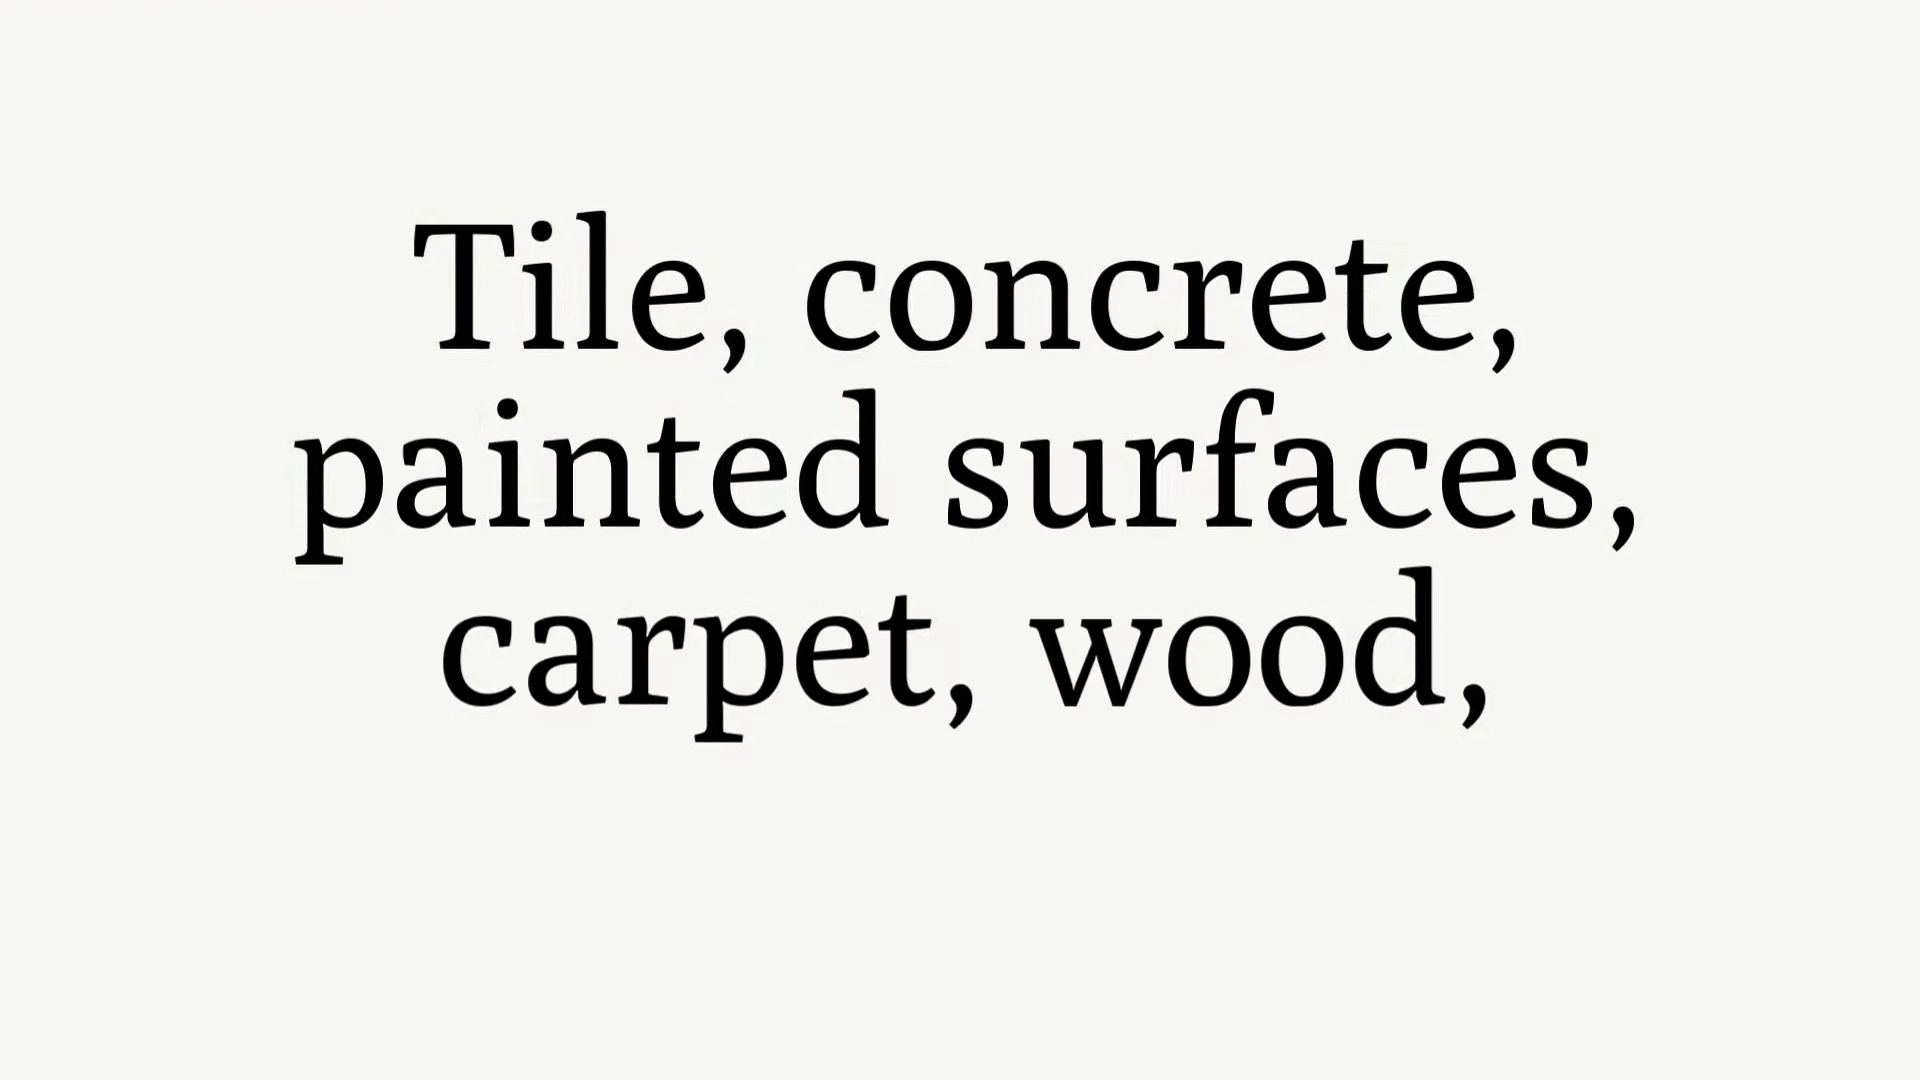 Tile, concrete,
painted surfaces,
carpet, wood,